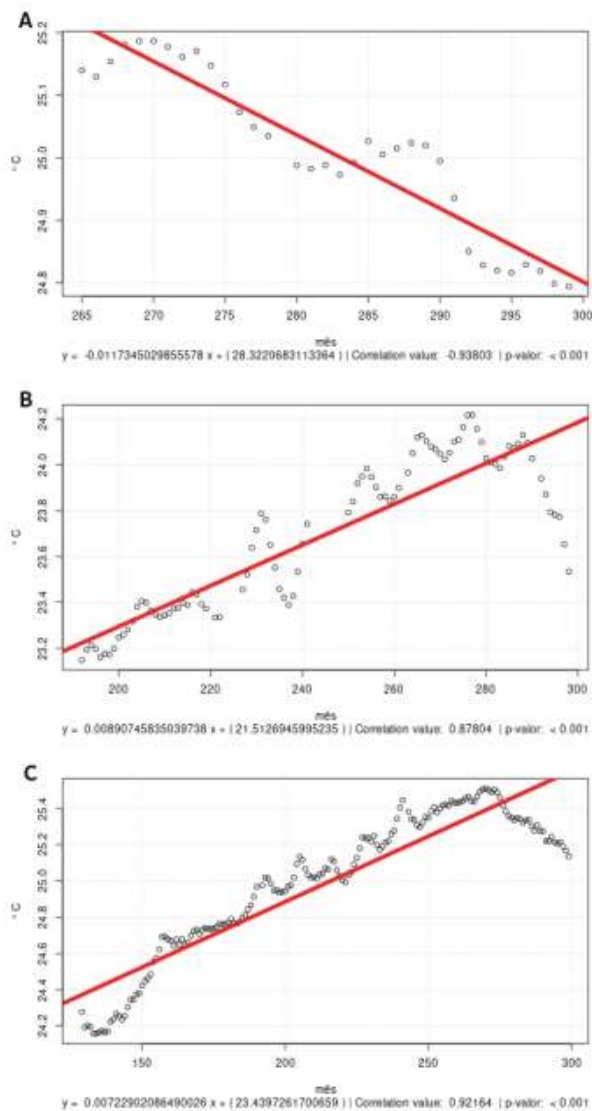 A
25.2
25.1
25.0
24.9
24.8
°C
265 270 275 280 285 290 295 300
mês
y = -0.0117345029855578 x + ( 28.3220683113364 ) | Correlation value: -0.93803 | p-valor: < 0.001
B
24.2
24.0
23.8
23.6
23.4
23.2
°C
200 220 240 260 280 300
mês
y = 0.00890745835039738 x + ( 21.5126945995235 ) | Correlation value: 0.87804 | p-valor: < 0.001
C
25.4
25.2
25.0
24.8
24.6
24.4
24.2
°C
150 200 250 300
mês
y = 0.00722902086490026 x + ( 23.4397261700659 ) | Correlation value: 0.92164 | p-valor: < 0.001